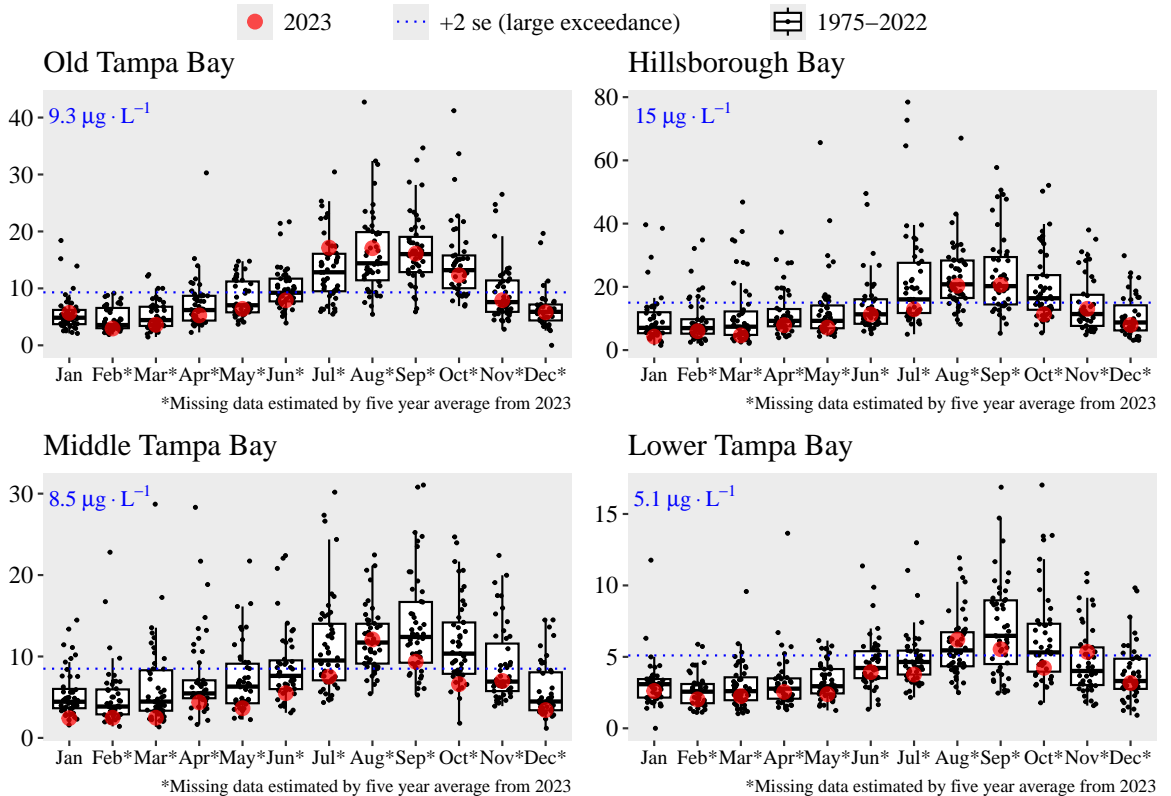 2023 +2 se (large exceedance) 1975–2022
Old Tampa Bay
9.3 μg · L⁻¹
40
30
20
10
0
Jan Feb* Mar* Apr* May* Jun* Jul* Aug* Sep* Oct* Nov* Dec*
*Missing data estimated by five year average from 2023
Hillsborough Bay
15 μg · L⁻¹
80
60
40
20
0
Jan Feb* Mar* Apr* May* Jun* Jul* Aug* Sep* Oct* Nov* Dec*
*Missing data estimated by five year average from 2023
Middle Tampa Bay
8.5 μg · L⁻¹
30
20
10
0
Jan Feb* Mar* Apr* May* Jun* Jul* Aug* Sep* Oct* Nov* Dec*
*Missing data estimated by five year average from 2023
Lower Tampa Bay
5.1 μg · L⁻¹
15
10
5
0
Jan Feb* Mar* Apr* May* Jun* Jul* Aug* Sep* Oct* Nov* Dec*
*Missing data estimated by five year average from 2023